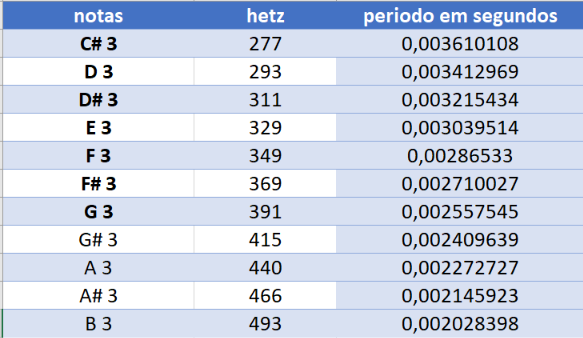 notas hetz periodo em segundos
C# 3 277 0,003610108
D 3 293 0,003412969
D# 3 311 0,003215434
E 3 329 0,003039514
F 3 349 0,00286533
F# 3 369 0,002710027
G 3 391 0,002557545
G# 3 415 0,002409639
A 3 440 0,002272727
A# 3 466 0,002145923
B 3 493 0,002028398